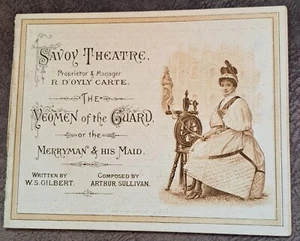 SAVOY THEATRE.
Proprietor & Manager
R. D'OYLY CARTE.
THE
YEOMEN of the GUARD,
or the
MERRYMAN & HIS MAID.
WRITTEN BY
W. S. GILBERT.
COMPOSED BY
ARTHUR SULLIVAN.